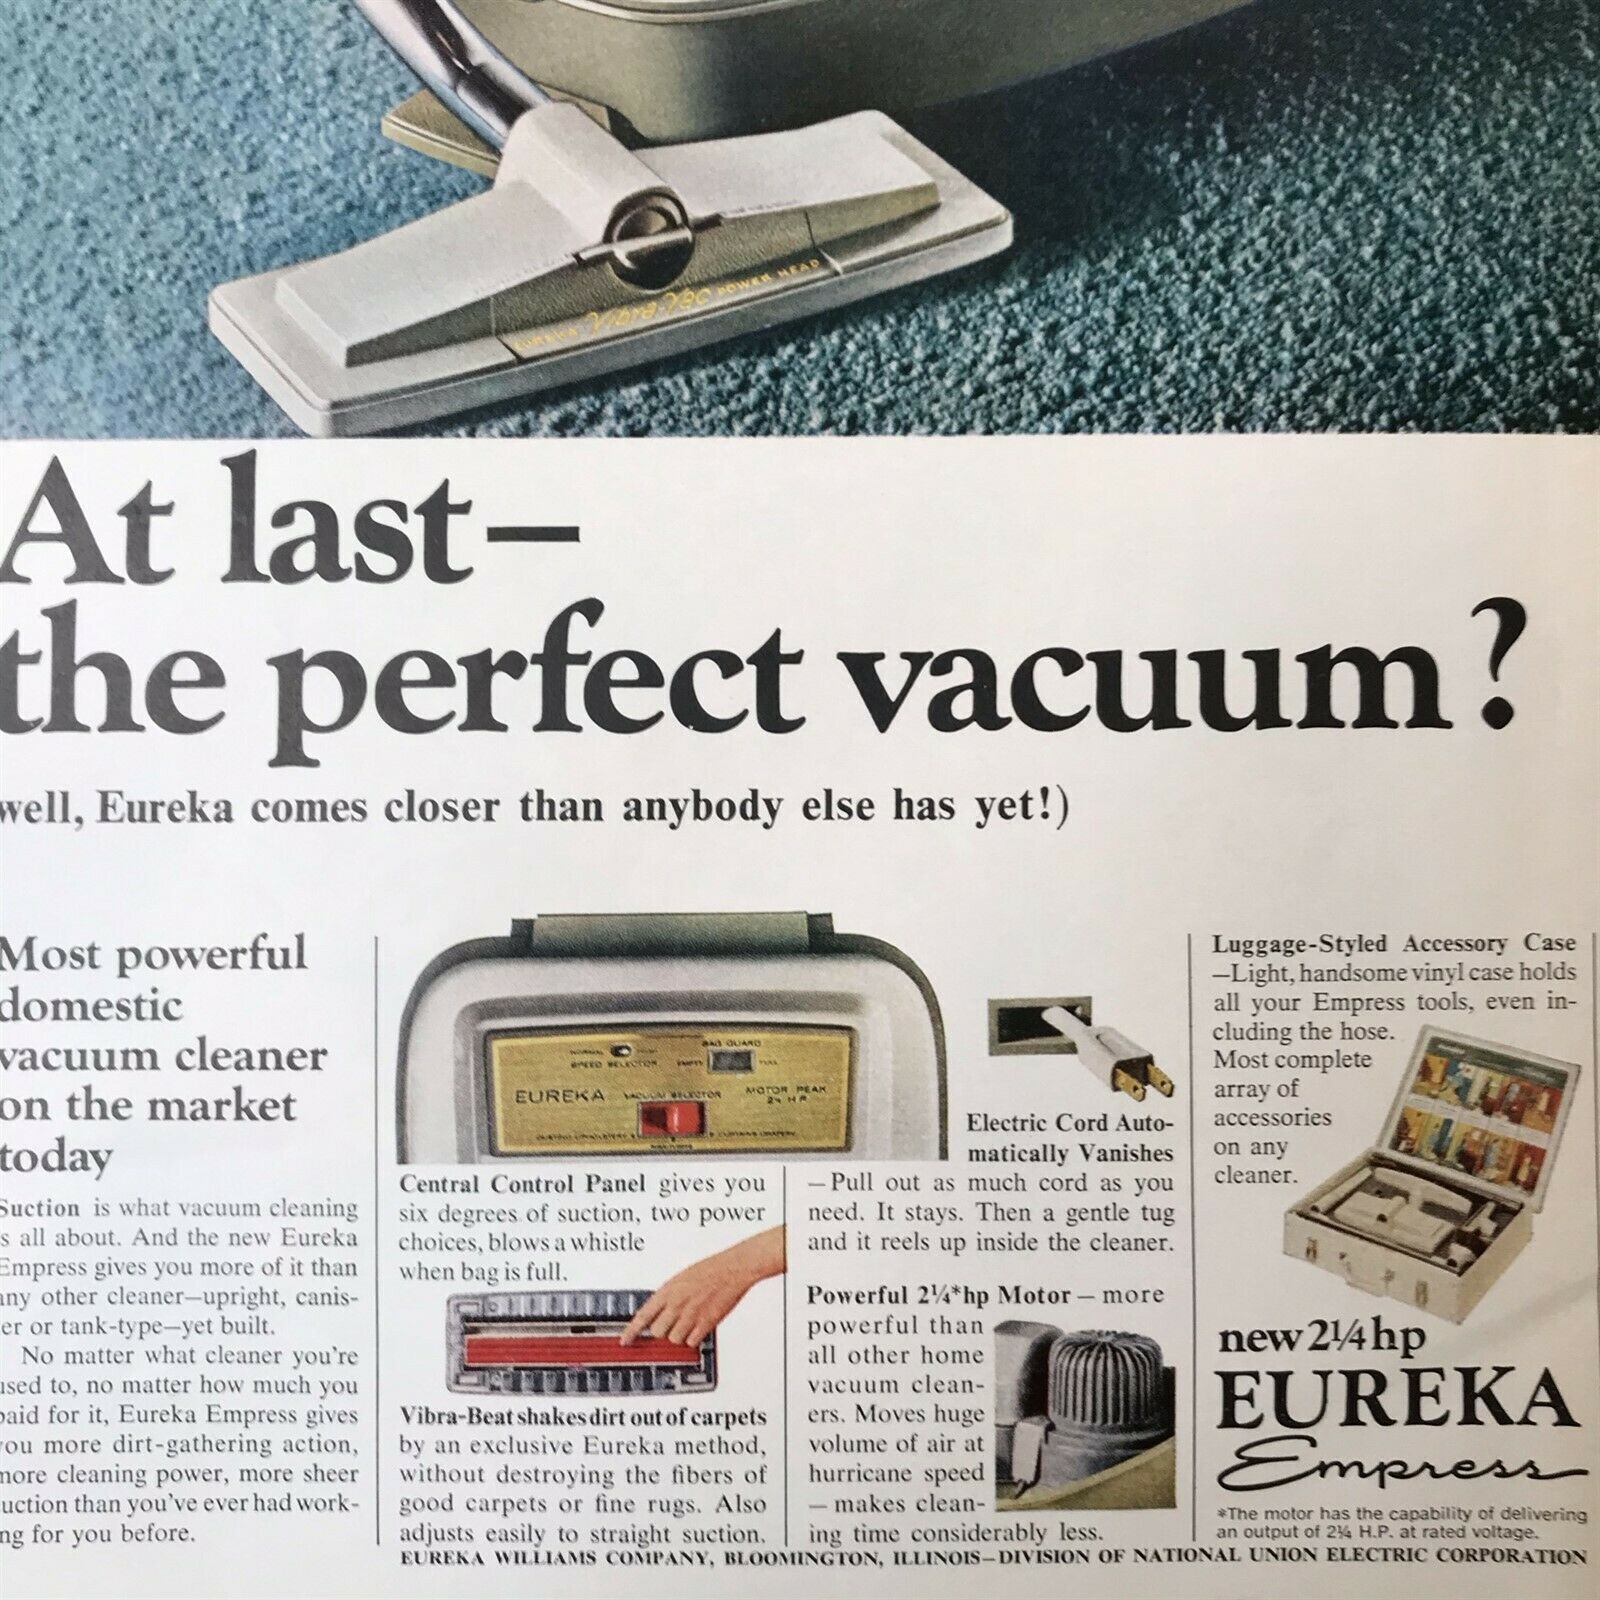 EUREKA Vibra-Vac POWER HEAD
At last—
the perfect vacuum?
well, Eureka comes closer than anybody else has yet!)
Most powerful
domestic
vacuum cleaner
on the market
today
Suction is what vacuum cleaning
s all about. And the new Eureka
Empress gives you more of it than
any other cleaner—upright, canis-
er or tank-type—yet built.
No matter what cleaner you're
used to, no matter how much you
paid for it, Eureka Empress gives
you more dirt-gathering action,
more cleaning power, more sheer
uction than you've ever had work-
ng for you before.
NORMAL HIGH
SPEED SELECTOR
BAG GUARD
EMPTY FULL
EUREKA
VACUUM SELECTOR
MOTOR PEAK
2¼ H P
Central Control Panel gives you
six degrees of suction, two power
choices, blows a whistle
when bag is full.
Vibra-Beat shakes dirt out of carpets
by an exclusive Eureka method,
without destroying the fibers of
good carpets or fine rugs. Also
adjusts easily to straight suction.
Electric Cord Auto-
matically Vanishes
—Pull out as much cord as you
need. It stays. Then a gentle tug
and it reels up inside the cleaner.
Powerful 2¼*hp Motor — more
powerful than
all other home
vacuum clean-
ers. Moves huge
volume of air at
hurricane speed
— makes clean-
ing time considerably less.
Luggage-Styled Accessory Case
—Light, handsome vinyl case holds
all your Empress tools, even in-
cluding the hose.
Most complete
array of
accessories
on any
cleaner.
new 2¼ hp
EUREKA
Empress
*The motor has the capability of delivering
an output of 2¼ H.P. at rated voltage.
EUREKA WILLIAMS COMPANY, BLOOMINGTON, ILLINOIS—DIVISION OF NATIONAL UNION ELECTRIC CORPORATION